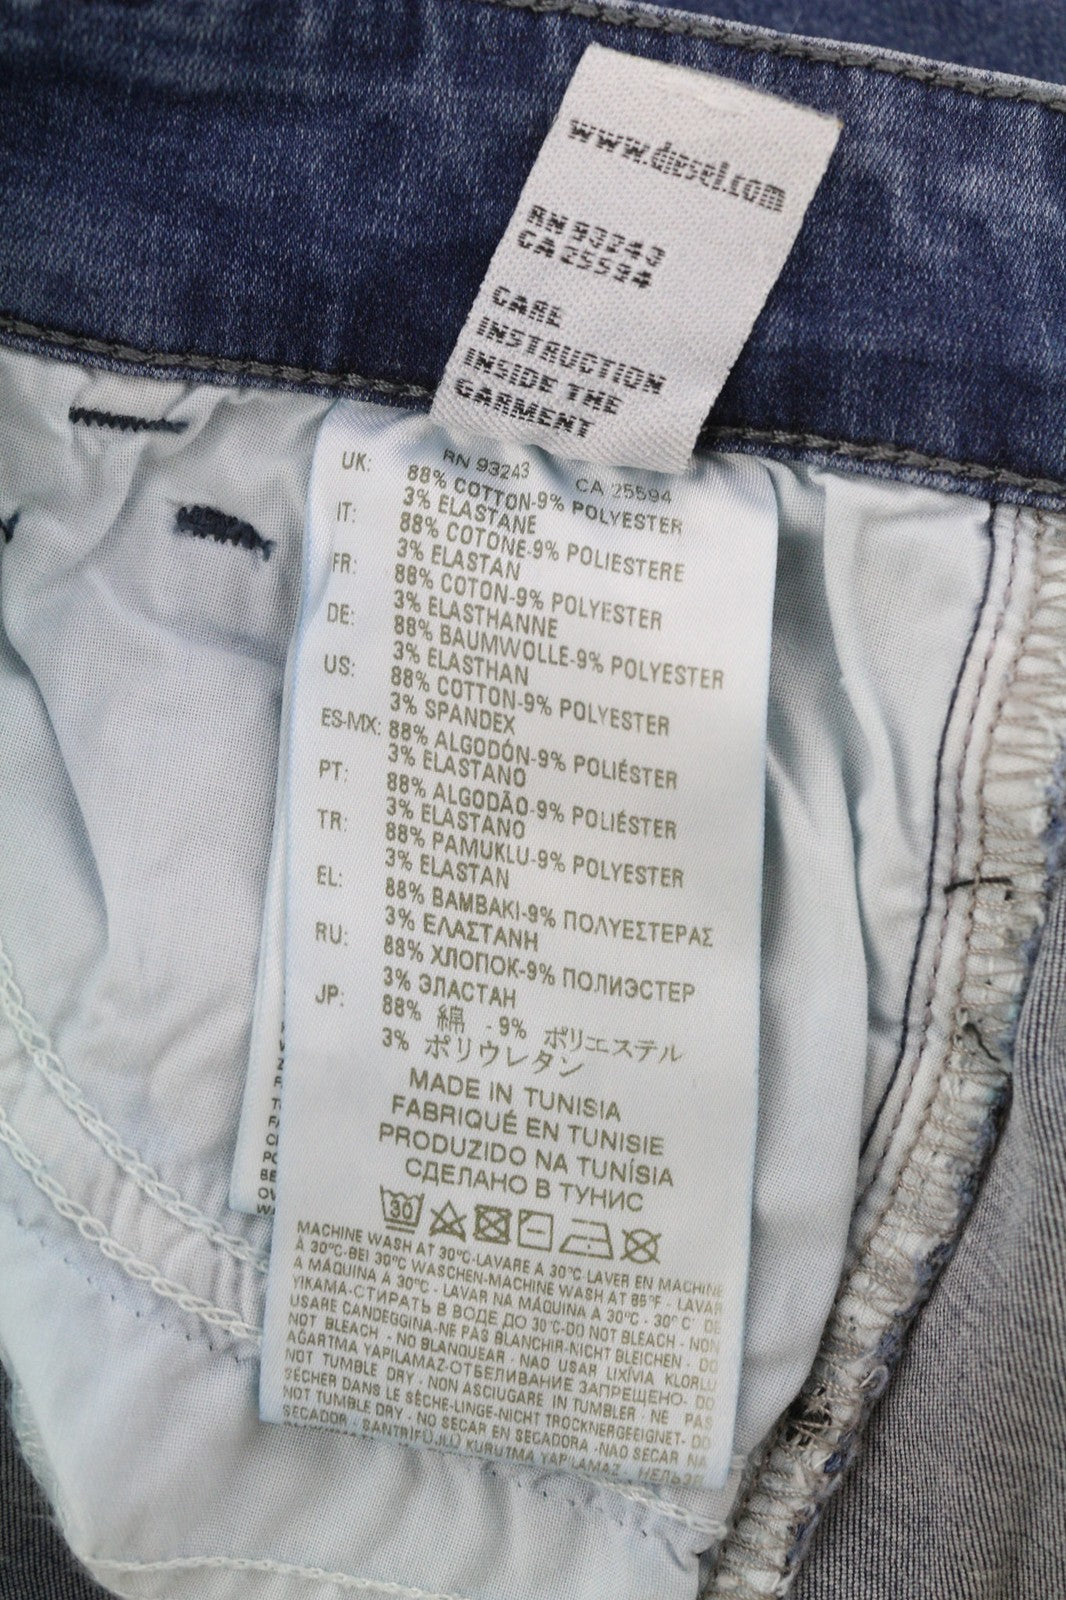 www.diesel.com
RN 93243
CA 25594
CARE
INSTRUCTION
INSIDE THE
GARMENT
RN 93243 CA 25594
UK: 88% COTTON-9% POLYESTER
3% ELASTANE
IT: 88% COTONE-9% POLIESTERE
3% ELASTAN
FR: 88% COTON-9% POLYESTER
3% ELASTHANNE
DE: 88% BAUMWOLLE-9% POLYESTER
3% ELASTHAN
US: 88% COTTON-9% POLYESTER
3% SPANDEX
ES-MX: 88% ALGODÓN-9% POLIÉSTER
3% ELASTANO
PT: 88% ALGODÃO-9% POLIÉSTER
3% ELASTANO
TR: 88% PAMUKLU-9% POLYESTER
3% ELASTAN
EL: 88% BAMBAKI-9% ΠΟΛΥΕΣΤΕΡΑΣ
3% ΕΛΑΣΤΑΝΗ
RU: 88% ХЛОПОК-9% ПОЛИЭСТЕР
3% ЭЛАСТАН
JP: 88% 綿 -9% ポリエステル
3% ポリウレタン
MADE IN TUNISIA
FABRIQUÉ EN TUNISIE
PRODUZIDO NA TUNÍSIA
СДЕЛАНО В ТУНИС
30
MACHINE WASH AT 30°C-LAVARE A 30°C-LAVER EN MACHINE
À 30°C-BEI 30°C WASCHEN-MACHINE WASH AT 85°F - LAVAR
A MÁQUINA A 30°C - LAVAR NA MÁQUINA A 30°C - 30° C' DE
YIKAMA-СТИРАТЬ В ВОДЕ ДО 30°C-DO NOT BLEACH - NON
USARE CANDEGGINA-NE PAS BLANCHIR-NICHT BLEICHEN - DO
NOT BLEACH - NO BLANQUEAR - NAO USAR LIXÍVIA KLORLU
AĞARTMA YAPILAMAZ-ОТБЕЛИВАНИЕ ЗАПРЕЩЕНО- DO
NOT TUMBLE DRY - NON ASCIUGARE IN TUMBLER - NE PAS
SÉCHER DANS LE SÈCHE-LINGE-NICHT TROCKNERGEEIGNET- DO
NOT TUMBLE DRY - NO SECAR EN SECADORA -NAO SECAR NA
SECADOR - SANTRİFÜJLÜ KURUTMA YAPILAMAZ